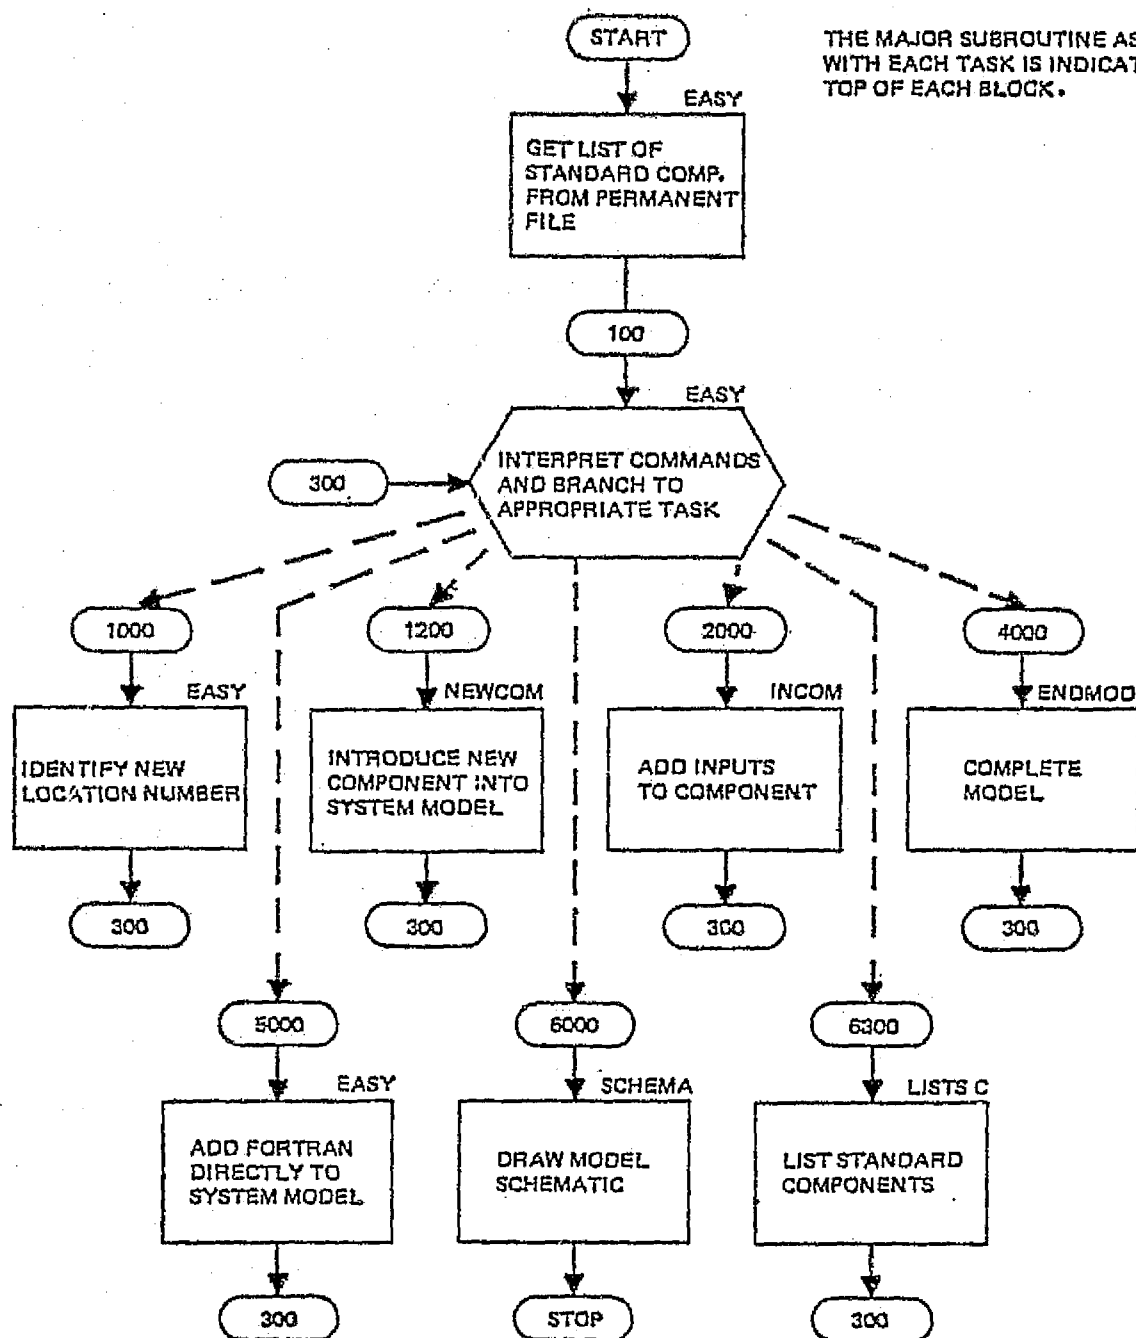 START
THE MAJOR SUBROUTINE
WITH EACH TASK IS
TOP OF EACH BLOCK.
EASY
GET LIST OF
STANDARD COMP.
FROM PERMANENT
FILE
100
EASY
INTERPRET COMMANDS
AND BRANCH TO
APPROPRIATE TASK
300
1000
1200
2000
4000
EASY
NEWCOM
INCOM
ENDMOD
IDENTIFY NEW
LOCATION NUMBER
INTRODUCE NEW
COMPONENT INTO
SYSTEM MODEL
ADD INPUTS
TO COMPONENT
COMPLETE
MODEL
300
300
300
300
5000
6000
6300
EASY
SCHEMA
LISTS C
ADD FORTRAN
DIRECTLY TO
SYSTEM MODEL
DRAW MODEL
SCHEMATIC
LIST STANDARD
COMPONENTS
300
STOP
300